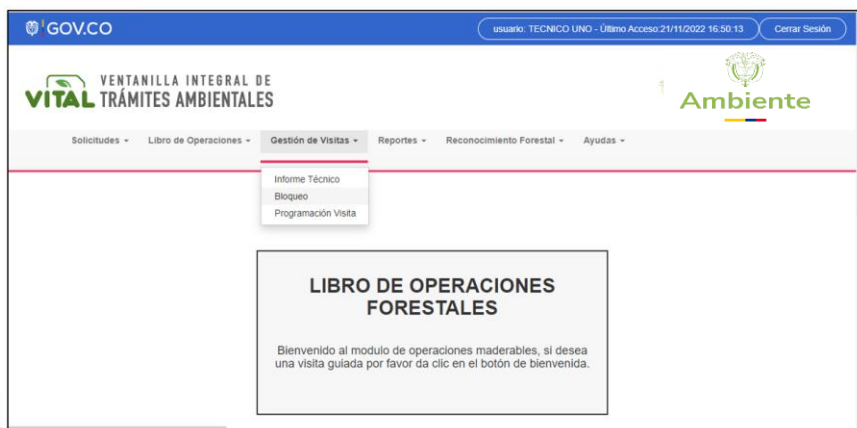 GOV.CO
usuario: TECNICO UNO - Último Acceso:21/11/2022 16:50:13
Cerrar Sesión
VITAL
VENTANILLA INTEGRAL DE
TRÁMITES AMBIENTALES
Ambiente
Solicitudes
Libro de Operaciones
Gestión de Visitas
Reportes
Reconocimiento Forestal
Ayudas
Informe Técnico
Bloqueo
Programación Visita
LIBRO DE OPERACIONES
FORESTALES
Bienvenido al modulo de operaciones maderables, si desea
una visita guiada por favor da clic en el botón de bienvenida.